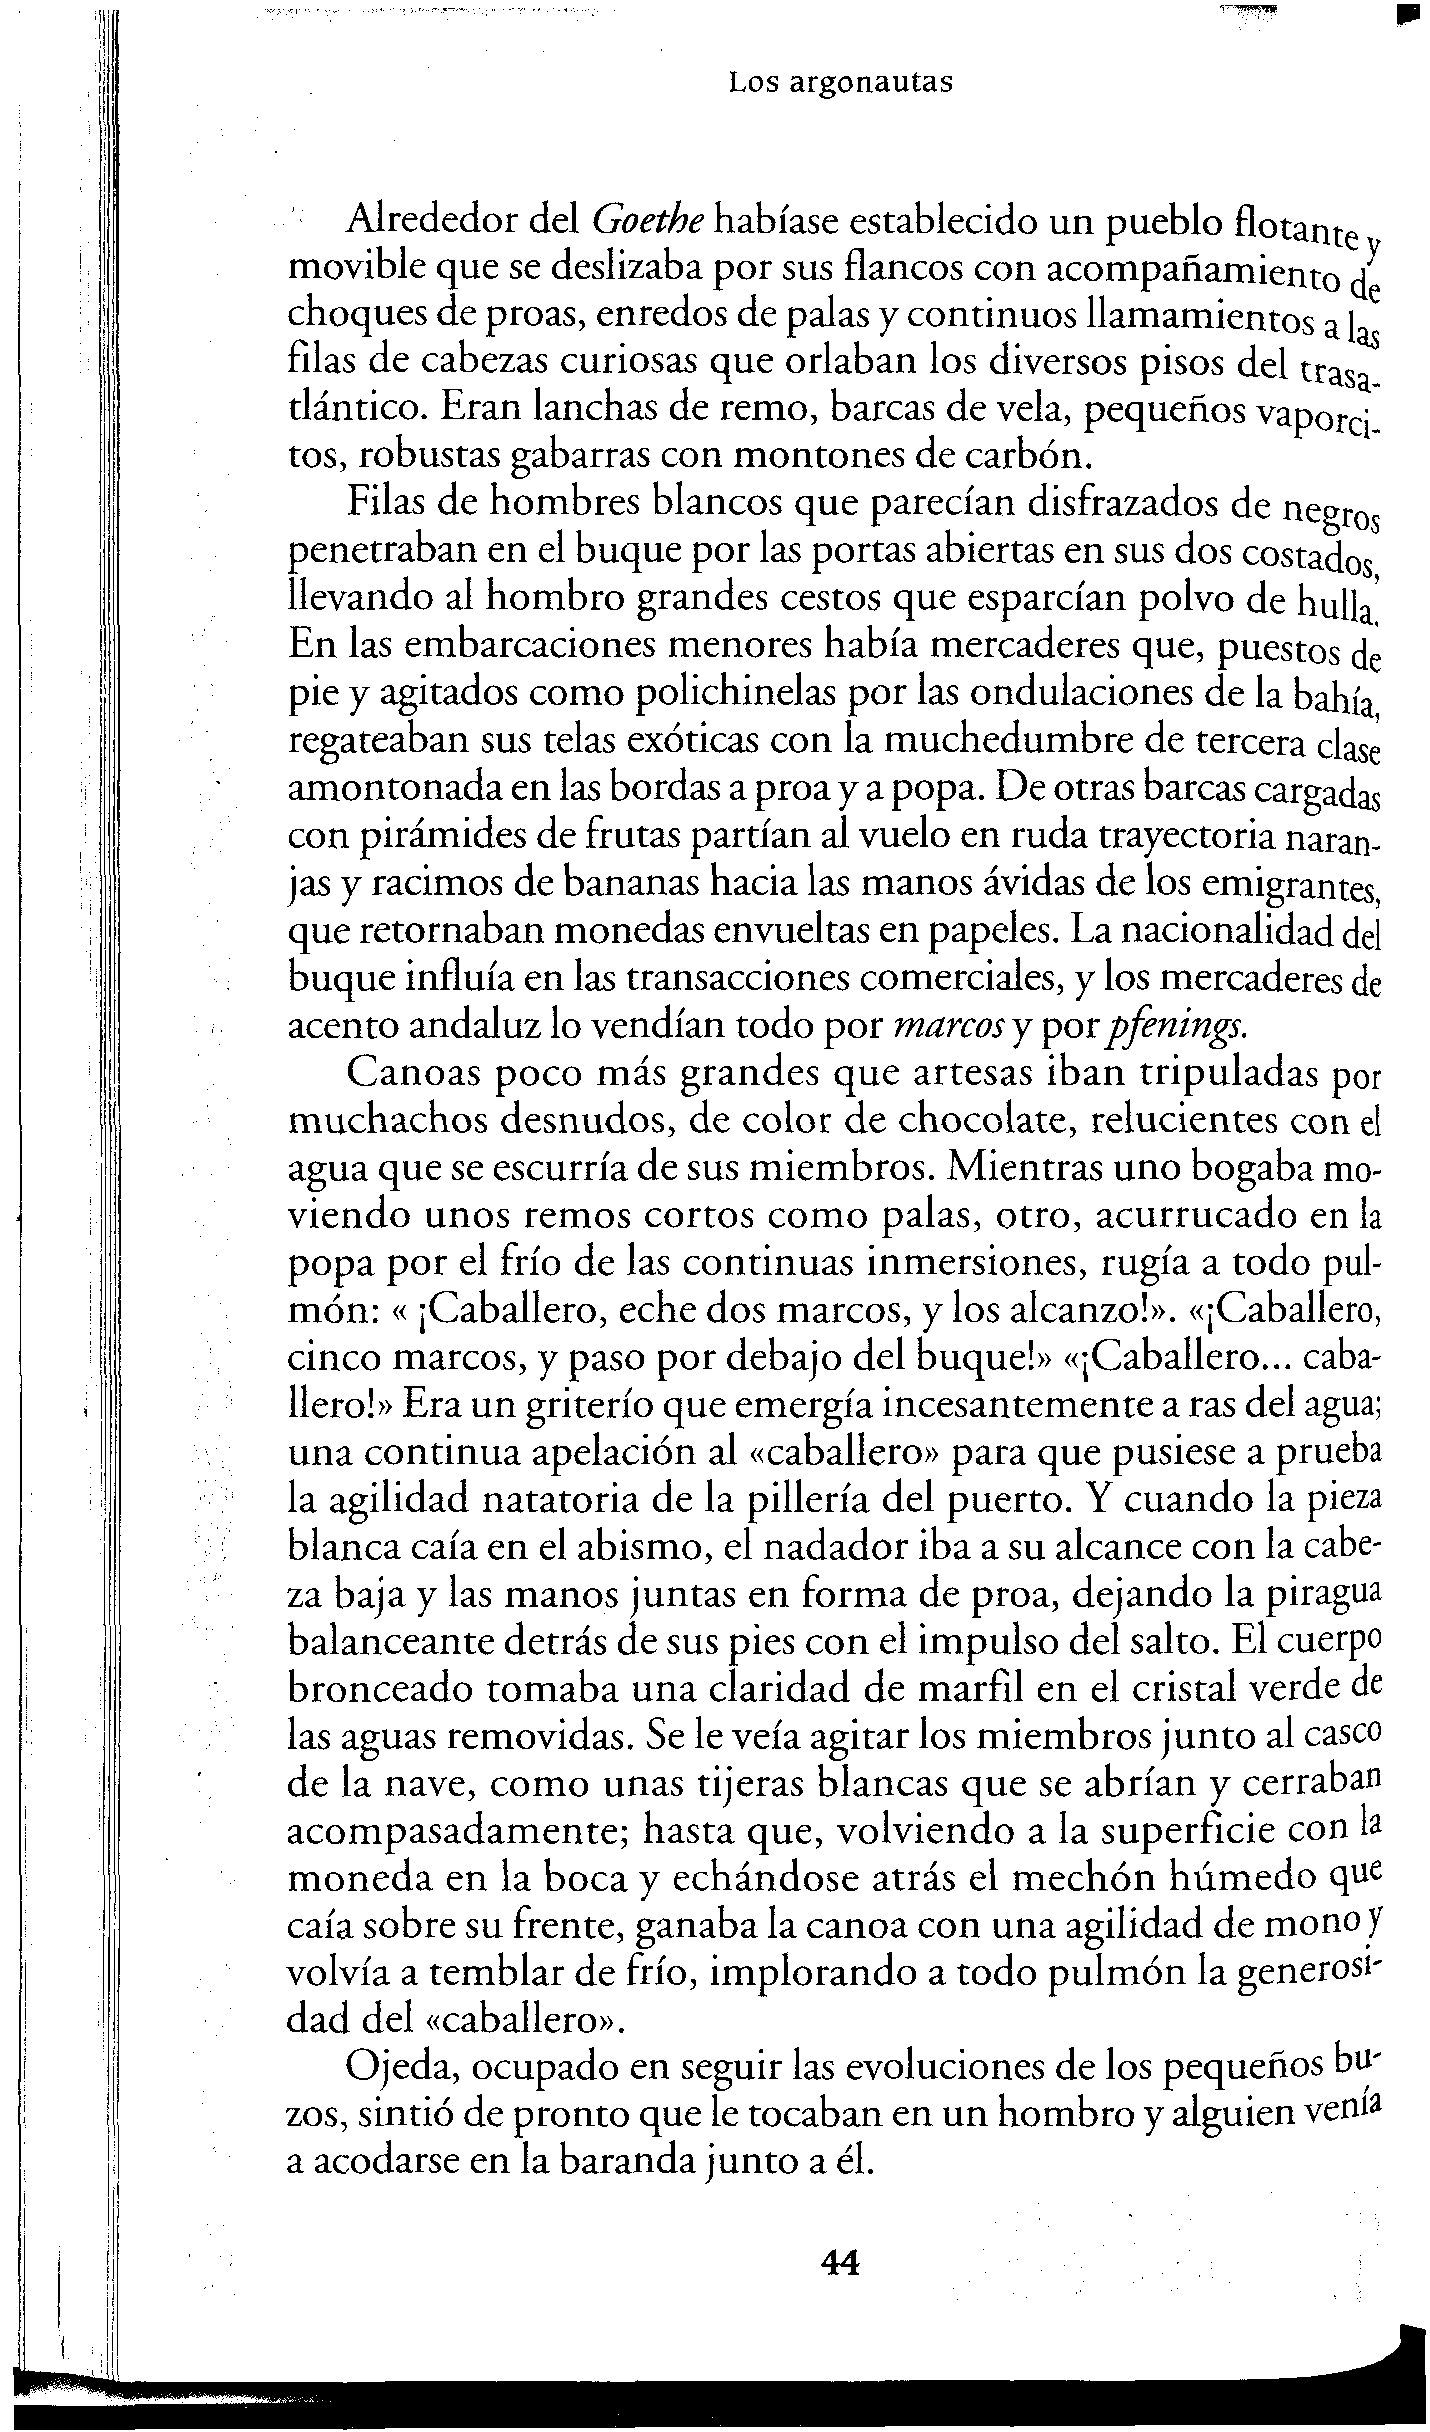 Los argonautas
Alrededor del Goethe habíase establecido un pueblo flotante y
movible que se deslizaba por sus flancos con acompañamiento de
choques de proas, enredos de palas y continuos llamamientos a las
filas de cabezas curiosas que orlaban los diversos pisos del trasa-
tlántico. Eran lanchas de remo, barcas de vela, pequeños vaporci-
tos, robustas gabarras con montones de carbón.
Filas de hombres blancos que parecían disfrazados de negros
penetraban en el buque por las portas abiertas en sus dos costados,
llevando al hombro grandes cestos que esparcían polvo de hulla.
En las embarcaciones menores había mercaderes que, puestos de
pie y agitados como polichinelas por las ondulaciones de la bahía,
regateaban sus telas exóticas con la muchedumbre de tercera clase
amontonada en las bordas a proa y a popa. De otras barcas cargadas
con pirámides de frutas partían al vuelo en ruda trayectoria naran-
jas y racimos de bananas hacia las manos ávidas de los emigrantes,
que retornaban monedas envueltas en papeles. La nacionalidad del
buque influía en las transacciones comerciales, y los mercaderes de
acento andaluz lo vendían todo por marcos y por pfenings.
Canoas poco más grandes que artesas iban tripuladas por
muchachos desnudos, de color de chocolate, relucientes con el
agua que se escurría de sus miembros. Mientras uno bogaba mo-
viendo unos remos cortos como palas, otro, acurrucado en la
popa por el frío de las continuas inmersiones, rugía a todo pul-
món: « ¡Caballero, eche dos marcos, y los alcanzo!». «¡Caballero,
cinco marcos, y paso por debajo del buque!» «¡Caballero... caba-
llero!» Era un griterío que emergía incesantemente a ras del agua;
una continua apelación al «caballero» para que pusiese a prueba
la agilidad natatoria de la pillería del puerto. Y cuando la pieza
blanca caía en el abismo, el nadador iba a su alcance con la cabe-
za baja y las manos juntas en forma de proa, dejando la piragua
balanceante detrás de sus pies con el impulso del salto. El cuerpo
bronceado tomaba una claridad de marfil en el cristal verde de
las aguas removidas. Se le veía agitar los miembros junto al casco
de la nave, como unas tijeras blancas que se abrían y cerraban
acompasadamente; hasta que, volviendo a la superficie con la
moneda en la boca y echándose atrás el mechón húmedo que
caía sobre su frente, ganaba la canoa con una agilidad de mono y
volvía a temblar de frío, implorando a todo pulmón la generosi-
dad del «caballero».
Ojeda, ocupado en seguir las evoluciones de los pequeños bu-
zos, sintió de pronto que le tocaban en un hombro y alguien venía
a acodarse en la baranda junto a él.
44